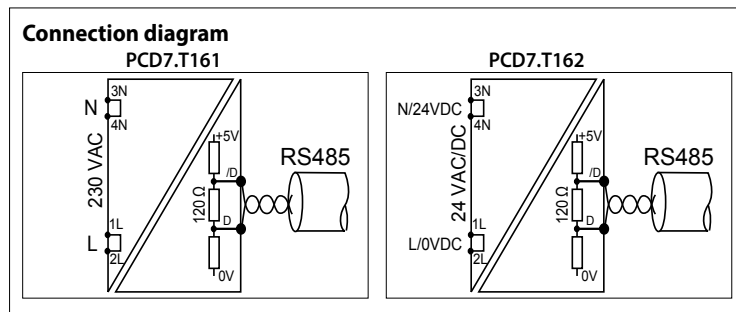 Connection diagram
PCD7.T161
3N
N
4N
230 VAC
1L
L
2L
+5V
/D
120 Ω
D
0V
RS485
PCD7.T162
3N
N/24VDC
4N
24 VAC/DC
1L
L/0VDC
2L
+5V
/D
120 Ω
D
0V
RS485